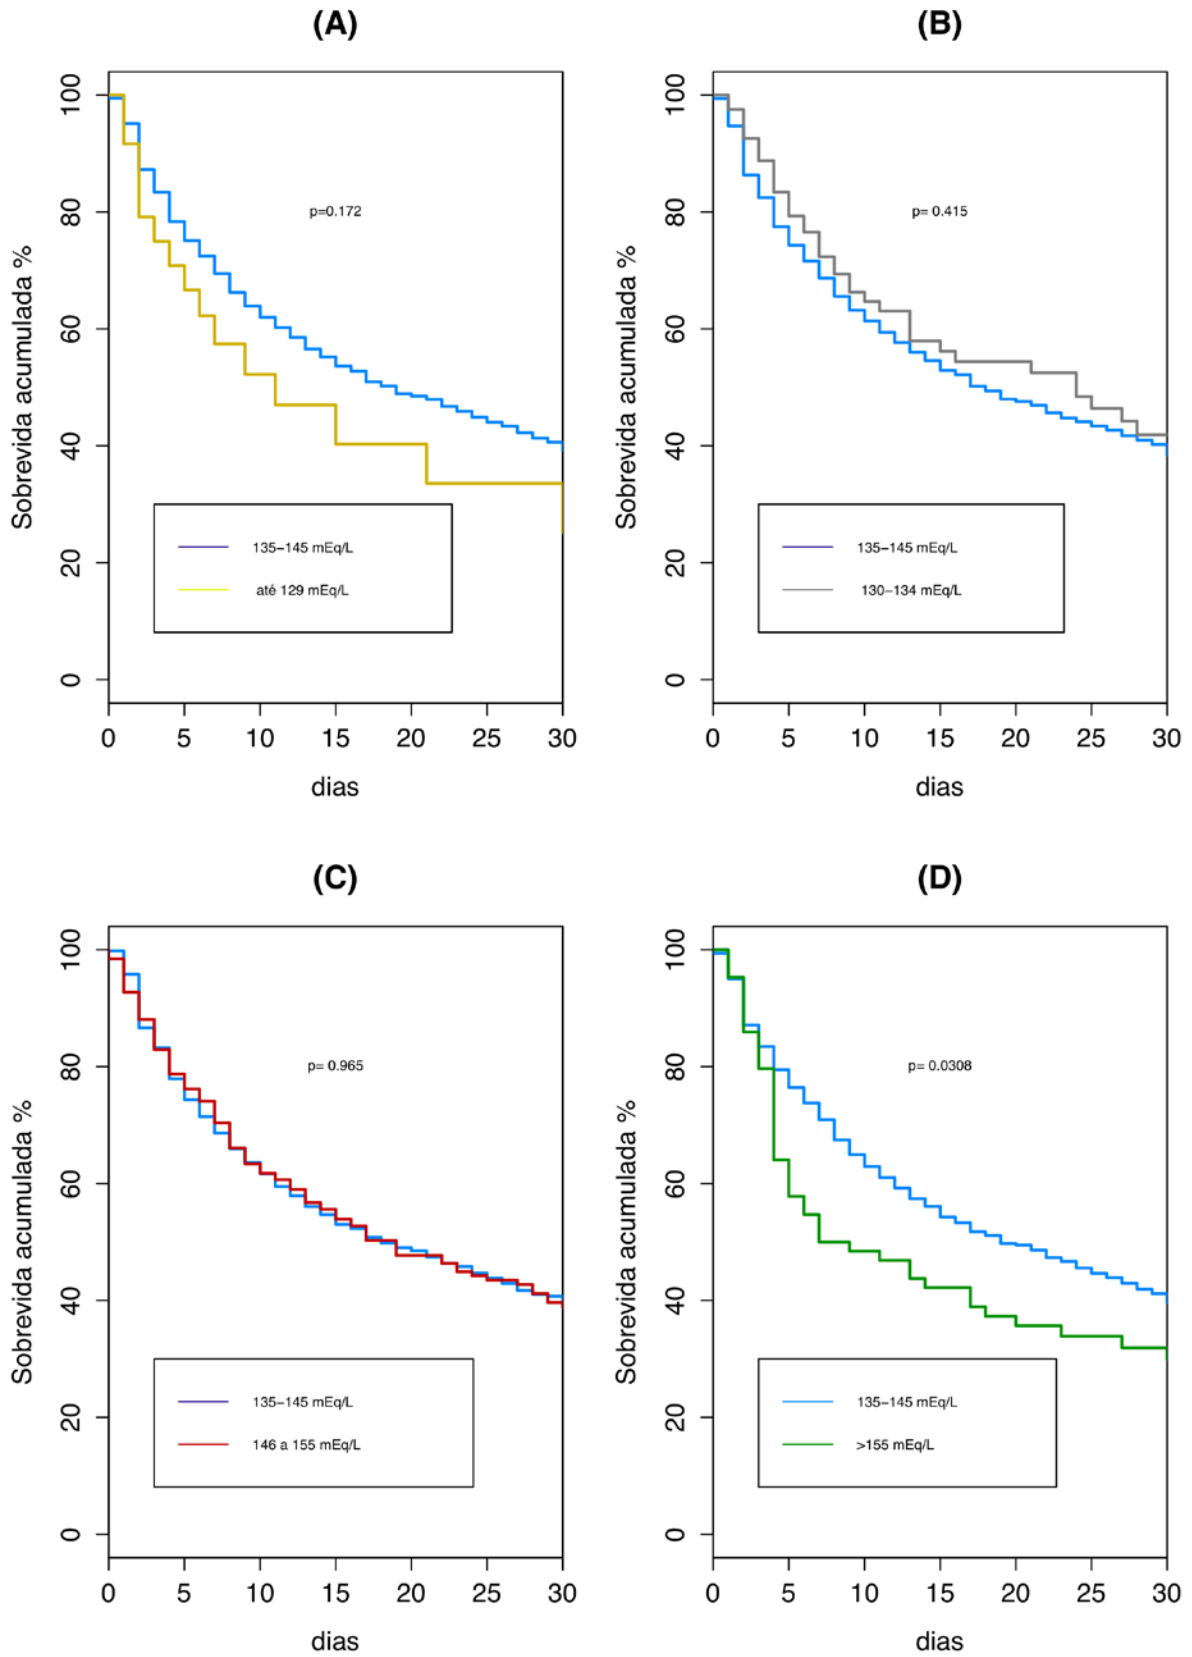 (A)
Sobrevida acumulada %
100
80
60
40
20
0
p=0.172
135–145 mEq/L
até 129 mEq/L
0 5 10 15 20 25 30
dias
(B)
Sobrevida acumulada %
100
80
60
40
20
0
p= 0.415
135–145 mEq/L
130–134 mEq/L
0 5 10 15 20 25 30
dias
(C)
Sobrevida acumulada %
100
80
60
40
20
0
p= 0.965
135–145 mEq/L
146 a 155 mEq/L
0 5 10 15 20 25 30
dias
(D)
Sobrevida acumulada %
100
80
60
40
20
0
p= 0.0308
135–145 mEq/L
>155 mEq/L
0 5 10 15 20 25 30
dias